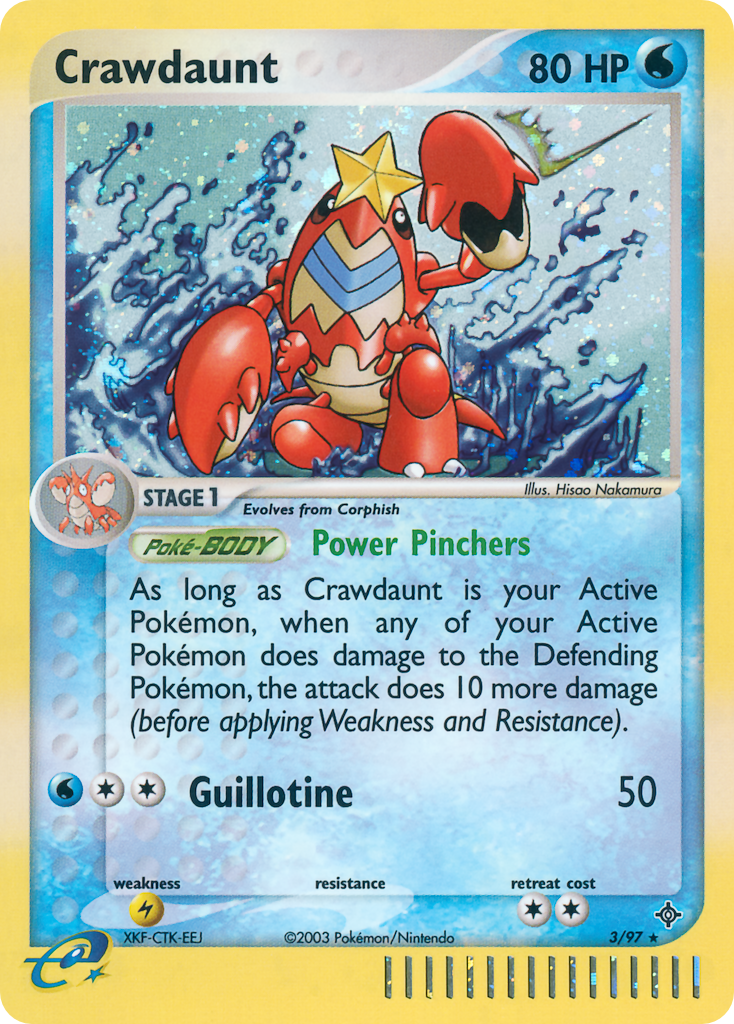 Crawdaunt 80 HP
Illus. Hisao Nakamura
STAGE 1
Evolves from Corphish
Poké-BODY Power Pinchers
As long as Crawdaunt is your Active
Pokémon, when any of your Active
Pokémon does damage to the Defending
Pokémon, the attack does 10 more damage
(before applying Weakness and Resistance).
Guillotine 50
weakness resistance retreat cost
XKF-CTK-EEJ ©2003 Pokémon/Nintendo 3/97 ★
e